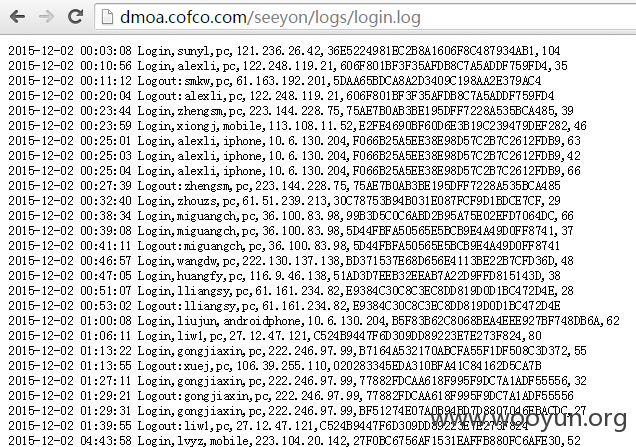 dmoa.cofco.com/seeyon/logs/login.log
2015-12-02 00:03:08 Login,sunyl,pc,121.236.26.42,36E5224981EC2B8A1606F8C487934AB1,104
2015-12-02 00:10:56 Login,alexli,pc,122.248.119.21,606F801BF3F35AFDB8C7A5ADDF759FD4,35
2015-12-02 00:11:12 Logout:smkw,pc,61.163.192.201,5DAA65BDCA8A2D3409C198AA2E379AC4
2015-12-02 00:20:04 Logout:alexli,pc,122.248.119.21,606F801BF3F35AFDB8C7A5ADDF759FD4
2015-12-02 00:23:44 Login,zhengsm,pc,223.144.228.75,75AE7B0AB3BE195DFF7228A535BCA485,39
2015-12-02 00:23:59 Login,xiongj,mobile,113.108.11.52,E2FE4690BF60D6E3B19C239479DEF282,46
2015-12-02 00:25:01 Login,alexli,iphone,10.6.130.204,F066B25A5EE38E98D57C2B7C2612FDB9,63
2015-12-02 00:25:03 Login,alexli,iphone,10.6.130.204,F066B25A5EE38E98D57C2B7C2612FDB9,42
2015-12-02 00:25:04 Login,alexli,iphone,10.6.130.204,F066B25A5EE38E98D57C2B7C2612FDB9,66
2015-12-02 00:27:39 Logout:zhengsm,pc,223.144.228.75,75AE7B0AB3BE195DFF7228A535BCA485
2015-12-02 00:32:40 Login,zhouzs,pc,61.51.239.213,30C78753B94B031E087FCF9D1BDCE7CF,29
2015-12-02 00:38:34 Login,miguangch,pc,36.100.83.98,99B3D5C0C6ABD2B95A75E02EFD7064DC,66
2015-12-02 00:39:08 Login,miguangch,pc,36.100.83.98,5D44FBFA50565E5BCB9E4A49D0FF8741,37
2015-12-02 00:41:11 Logout:miguangch,pc,36.100.83.98,5D44FBFA50565E5BCB9E4A49D0FF8741
2015-12-02 00:46:57 Login,wangdw,pc,222.130.137.138,BD371537E68D656E4113BE22B7CFD36D,48
2015-12-02 00:47:05 Login,huangfy,pc,116.9.46.138,51AD3D7EEB32EEAB7A22D9FFD815143D,38
2015-12-02 00:51:07 Login,lliangsy,pc,61.161.234.82,E9384C30C8C3EC8DD819D0D1BC472D4E,28
2015-12-02 00:53:02 Logout:lliangsy,pc,61.161.234.82,E9384C30C8C3EC8DD819D0D1BC472D4E
2015-12-02 01:00:08 Login,liujun,androidphone,10.6.130.204,B5F83B62C8068BEA4EEE927BF748DB6A,62
2015-12-02 01:06:11 Login,liwl,pc,27.12.47.121,C524B9447F6D309DD89223E7E273F824,80
2015-12-02 01:13:22 Login,gongjiaxin,pc,222.246.97.99,B7164A532170ABCFA55F1DF508C3D372,55
2015-12-02 01:13:55 Logout:xuej,pc,106.39.255.110,020283345EDA310BFA41C84162D5CA7B
2015-12-02 01:27:11 Login,gongjiaxin,pc,222.246.97.99,77882FDCAA618F995F9DC7A1ADF55556,32
2015-12-02 01:29:21 Logout:gongjiaxin,pc,222.246.97.99,77882FDCAA618F995F9DC7A1ADF55556
2015-12-02 01:29:31 Login,gongjiaxin,pc,222.246.97.99,BF51274E07A0B94BD7D8807046EBACDC,27
2015-12-02 01:39:55 Logout:liwl,pc,27.12.47.121,C524B9447F6D309DD89223E7E273F824
2015-12-02 04:43:58 Login,lvyz,mobile,223.104.20.142,27F0BC6756AF1531EAFFB880FC6AFE30,52
www.wooyun.org